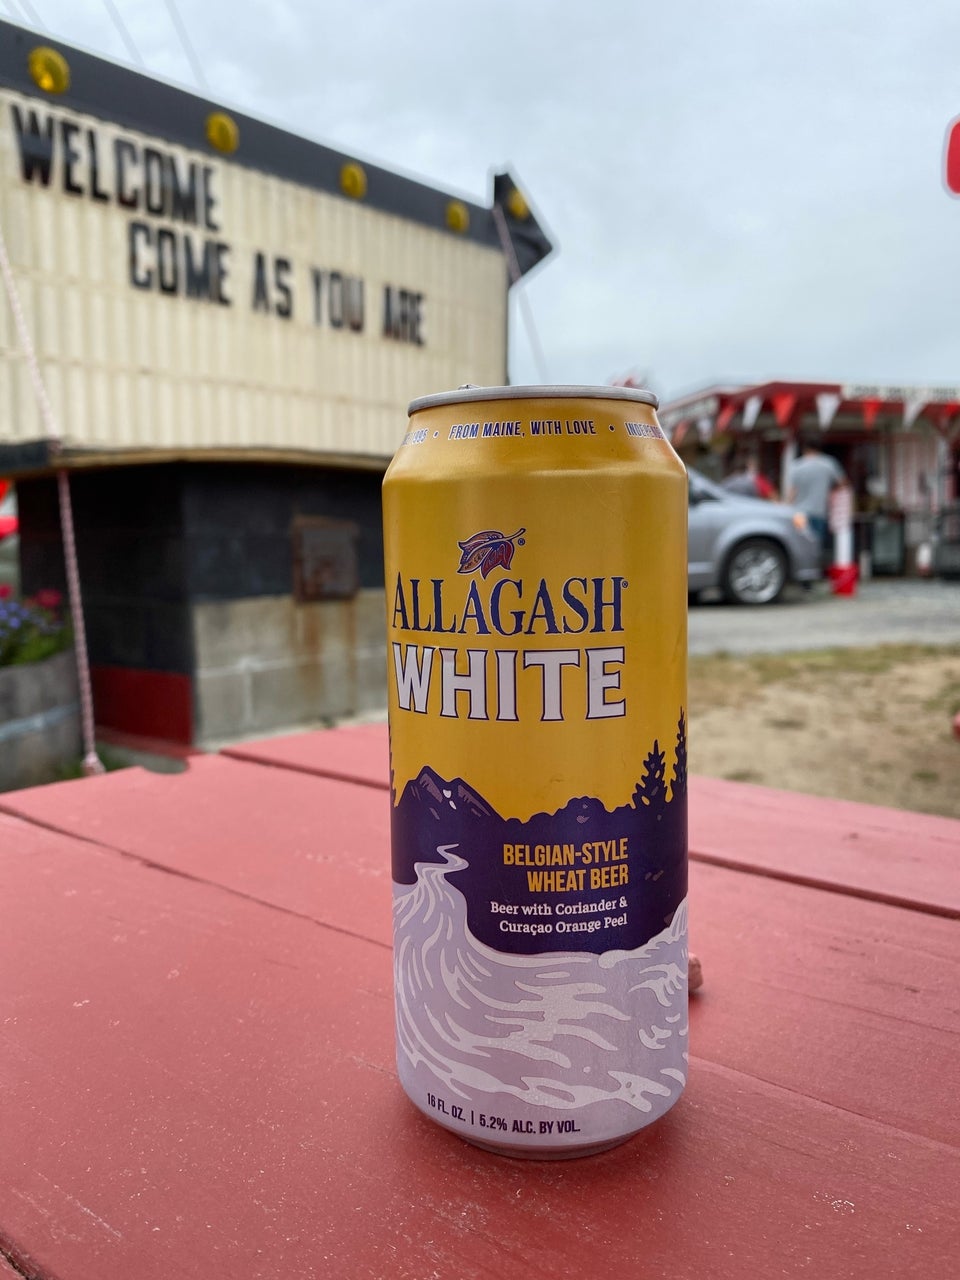 WELCOME
COME AS YOU ARE
1995 • FROM MAINE, WITH LOVE •
ALLAGASH®
WHITE
BELGIAN-STYLE
WHEAT BEER
Beer with Coriander &
Curaçao Orange Peel
16 FL. OZ. | 5.2% ALC. BY VOL.